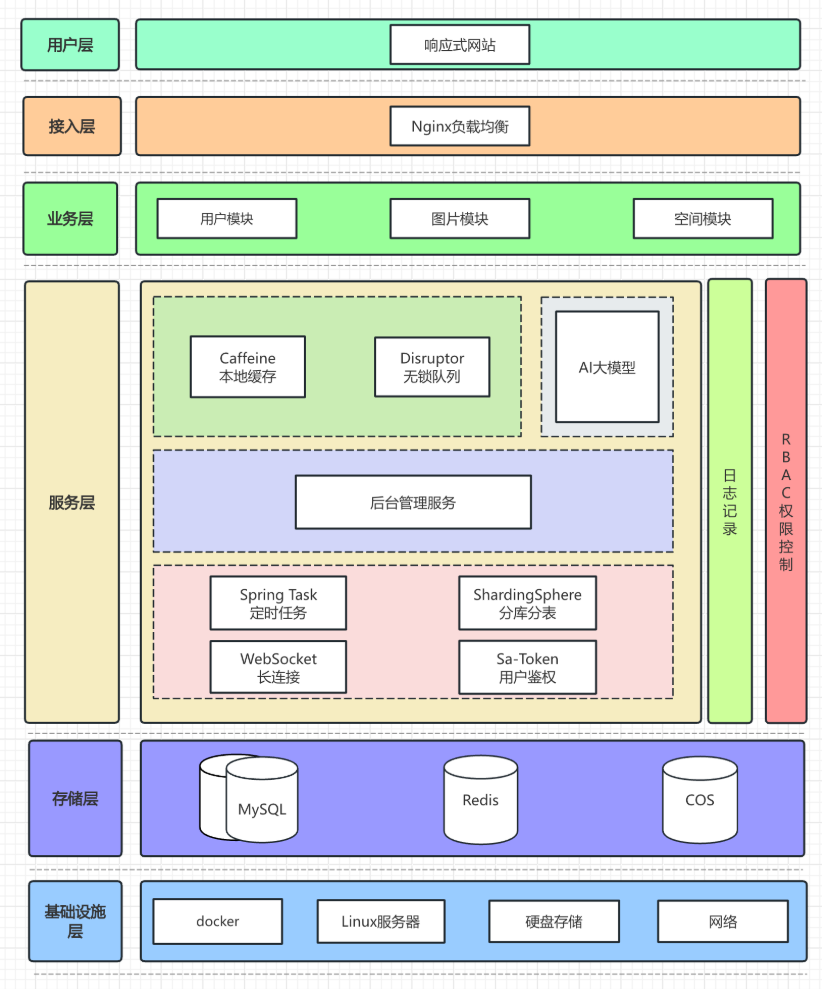 用户层
响应式网站
接入层
Nginx负载均衡
业务层
用户模块
图片模块
空间模块
服务层
Caffeine
本地缓存
Disruptor
无锁队列
AI大模型
后台管理服务
Spring Task
定时任务
ShardingSphere
分库分表
WebSocket
长连接
Sa-Token
用户鉴权
日志记录
RBAC权限控制
存储层
MySQL
Redis
COS
基础设施
层
docker
Linux服务器
硬盘存储
网络